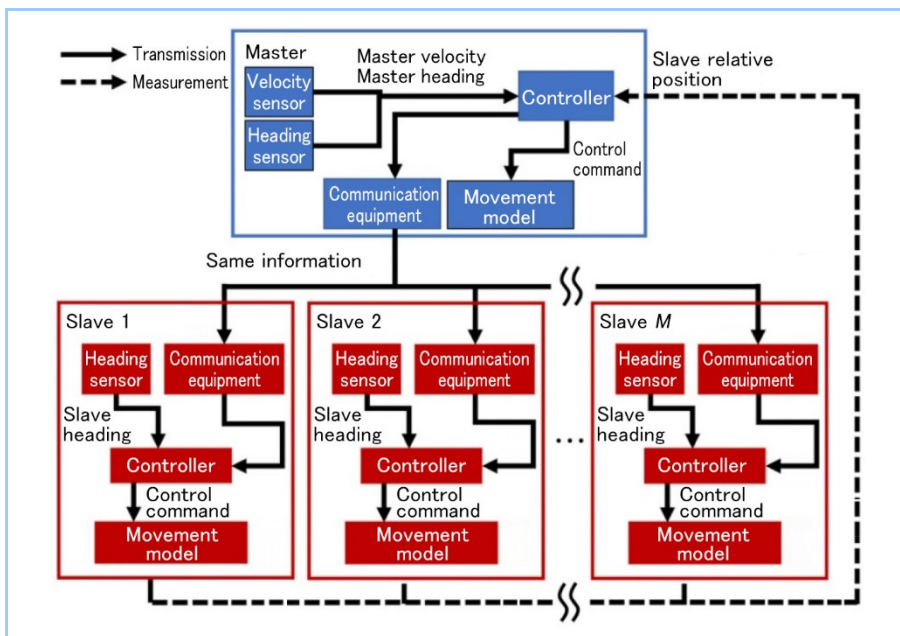 Transmission
Measurement
Master
Velocity
sensor
Heading
sensor
Master velocity
Master heading
Controller
Control
command
Communication
equipment
Movement
model
Slave relative
position
Same information
Slave 1
Heading
sensor
Communication
equipment
Slave
heading
Controller
Control
command
Movement
model
Slave 2
Heading
sensor
Communication
equipment
Slave
heading
Controller
Control
command
Movement
model
...
Slave M
Heading
sensor
Communication
equipment
Slave
heading
Controller
Control
command
Movement
model